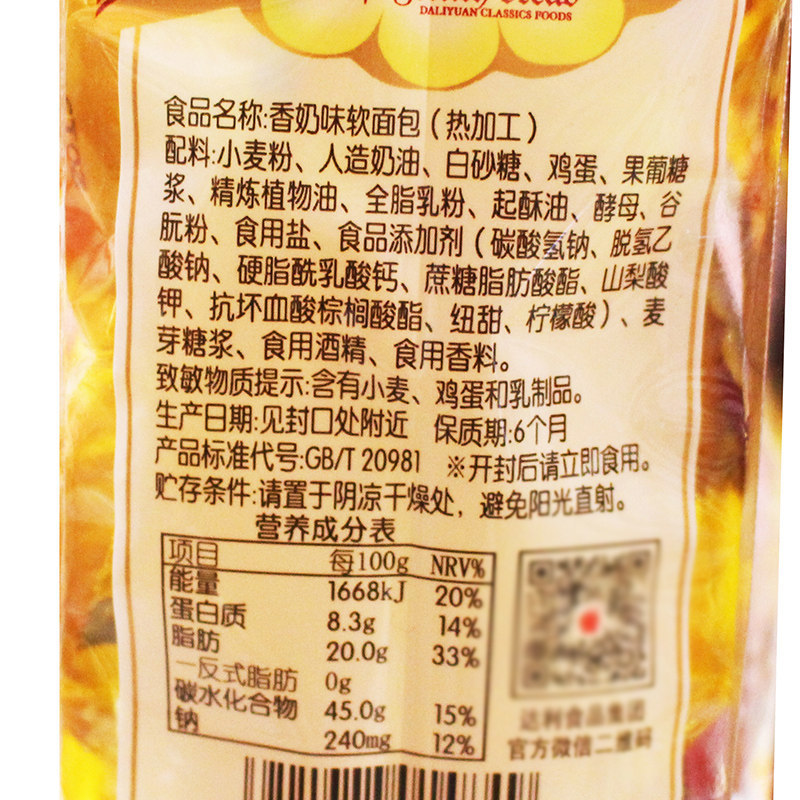 DALIYUAN CLASSICS FOODS
食品名称:香奶味软面包（热加工）
配料:小麦粉、人造奶油、白砂糖、鸡蛋、果葡糖
浆、精炼植物油、全脂乳粉、起酥油、酵母、谷
朊粉、食用盐、食品添加剂（碳酸氢钠、脱氢乙
酸钠、硬脂酰乳酸钙、蔗糖脂肪酸酯、山梨酸
钾、抗坏血酸棕榈酸酯、纽甜、柠檬酸）、麦
芽糖浆、食用酒精、食用香料。
致敏物质提示:含有小麦、鸡蛋和乳制品。
生产日期:见封口处附近 保质期:6个月
产品标准代号:GB/T 20981 ※开封后请立即食用。
贮存条件:请置于阴凉干燥处，避免阳光直射。
营养成分表
项目 每100g NRV%
能量 1668kJ 20%
蛋白质 8.3g 14%
脂肪 20.0g 33%
—反式脂肪 0g
碳水化合物 45.0g 15%
钠 240mg 12%
达利食品集团
官方微信二维码